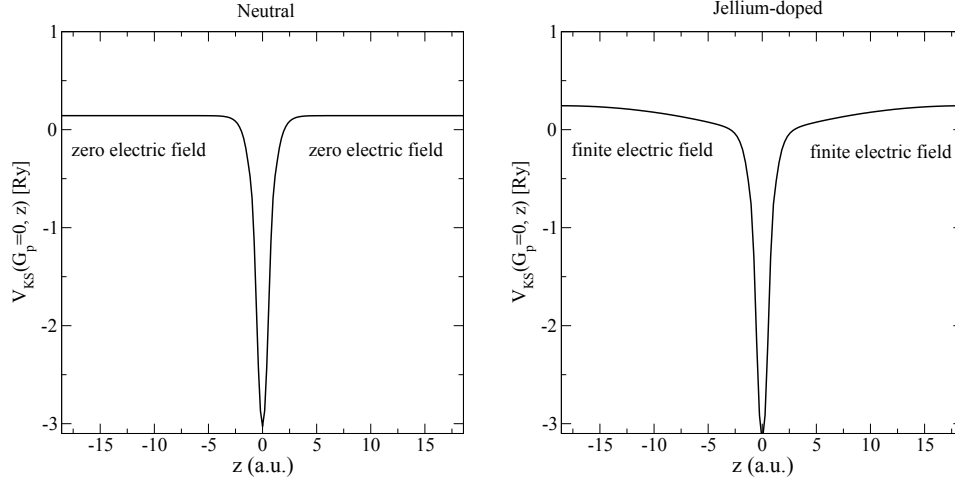 Neutral
1
0
-1
-2
-3
V_KS(G_p=0, z) [Ry]
zero electric field
zero electric field
-15
-10
-5
0
5
10
15
z (a.u.)
Jellium-doped
1
0
-1
-2
-3
V_KS(G_p=0, z) [Ry]
finite electric field
finite electric field
-15
-10
-5
0
5
10
15
z (a.u.)